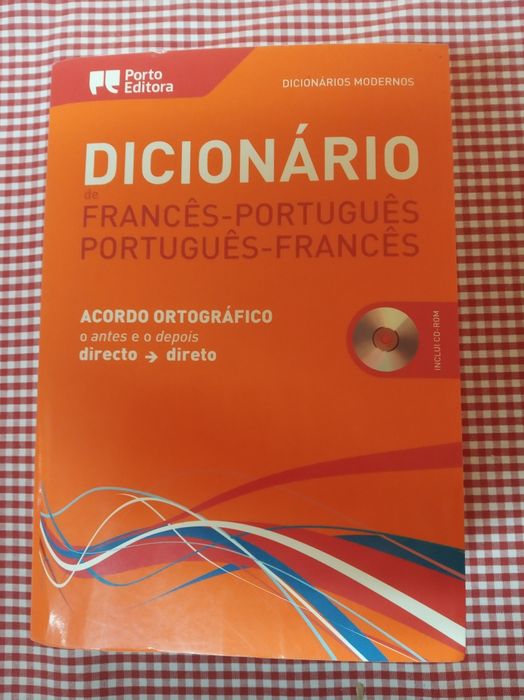 Porto
Editora
DICIONÁRIOS MODERNOS
DICIONÁRIO
de
FRANCÊS-PORTUGUÊS
PORTUGUÊS-FRANCÊS
ACORDO ORTOGRÁFICO
o antes e o depois
directo → direto
INCLUI CD-ROM